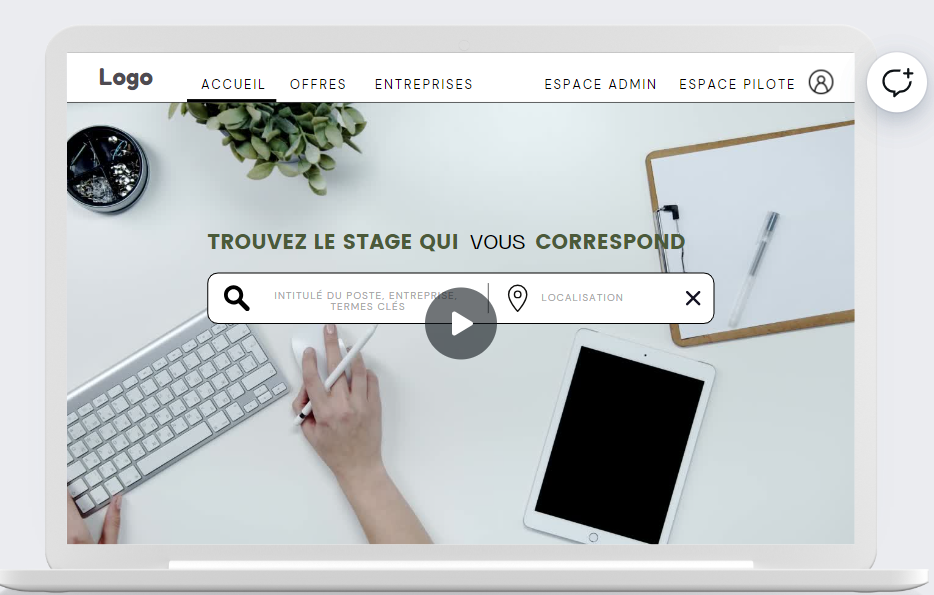 Logo
ACCUEIL OFFRES ENTREPRISES ESPACE ADMIN ESPACE PILOTE
TROUVEZ LE STAGE QUI VOUS CORRESPOND
INTITULÉ DU POSTE, ENTREPRISE,
TERMES CLÉS
LOCALISATION